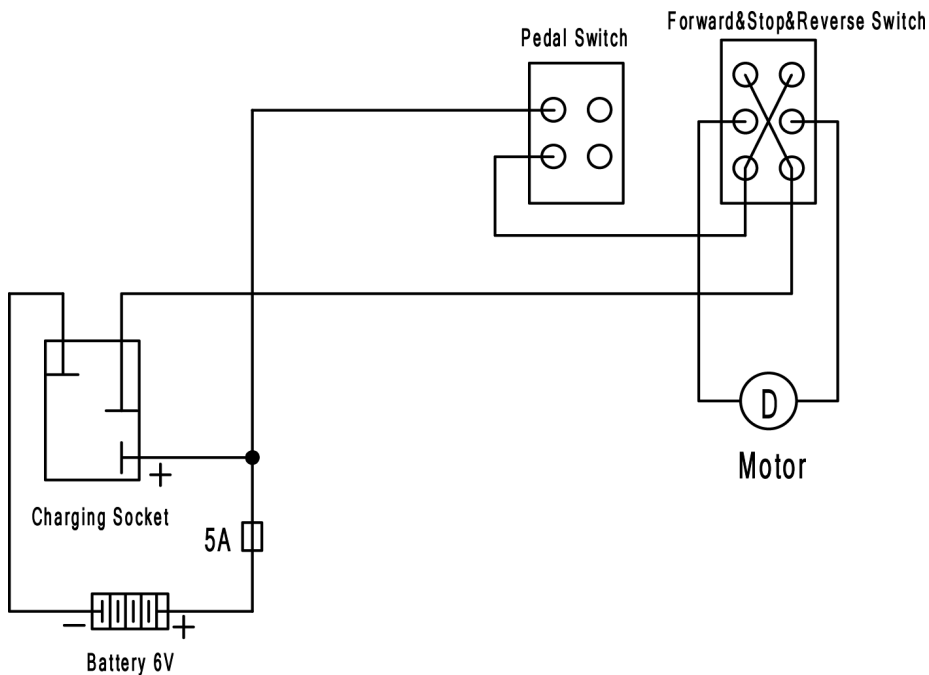 Forward&Stop&Reverse Switch
Pedal Switch
D
Motor
+
Charging Socket
5A
− +
Battery 6V